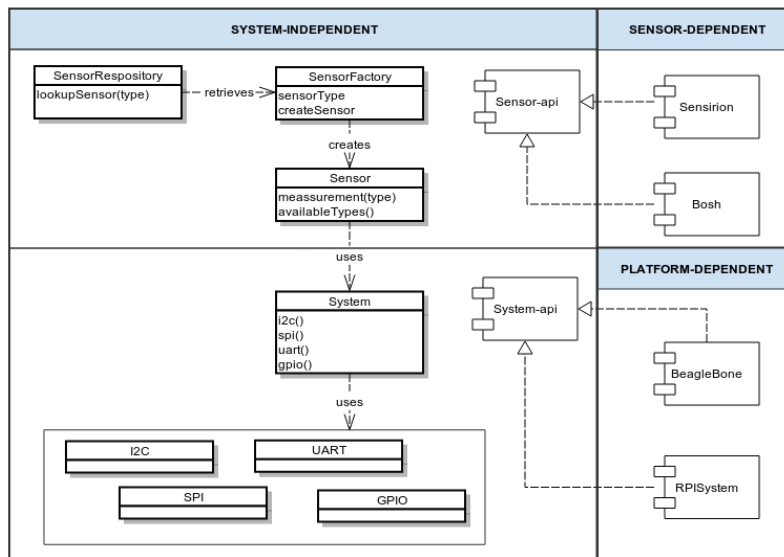 SYSTEM-INDEPENDENT
SENSOR-DEPENDENT
SensorRespository
lookupSensor(type)
retrieves
SensorFactory
sensorType
createSensor
Sensor-api
Sensirion
creates
Sensor
meassurement(type)
availableTypes()
Bosh
uses
PLATFORM-DEPENDENT
System
i2c()
spi()
uart()
gpio()
System-api
BeagleBone
uses
I2C
UART
SPI
GPIO
RPISystem